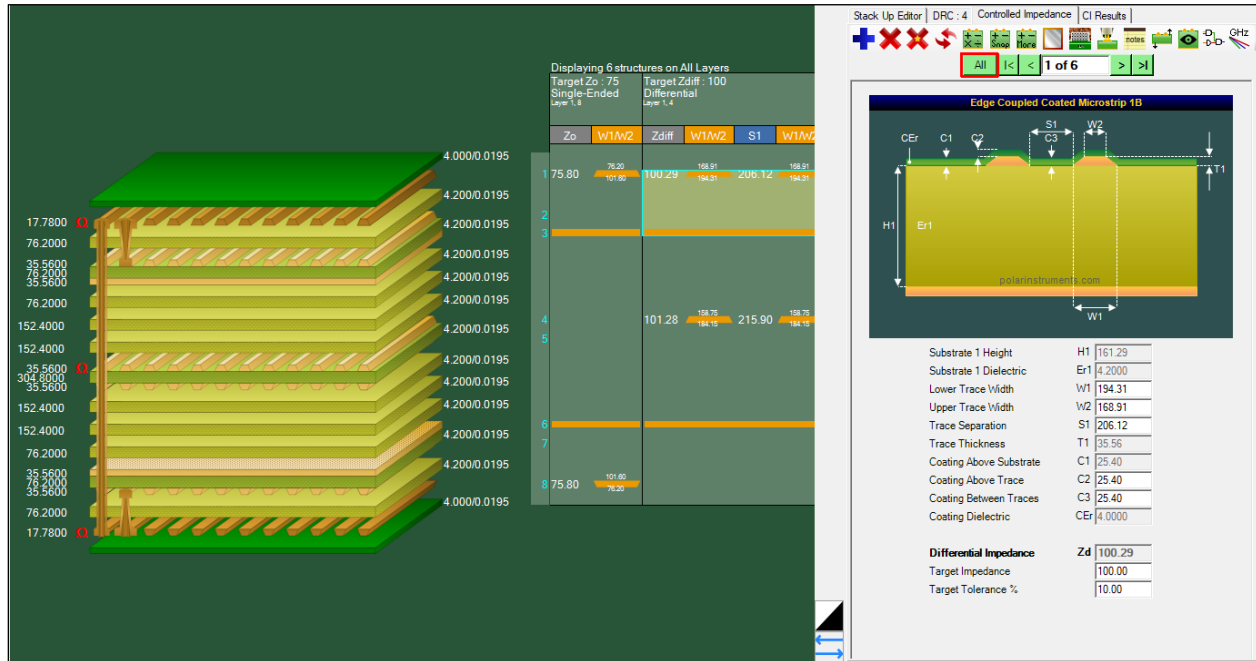 Stack Up Editor DRC : 4 Controlled Impedance CI Results
Snap More notes GHz
All |< < 1 of 6 > >|
Displaying 6 structures on All Layers
Target Zo : 75 Target Zdiff : 100
Single-Ended Differential
Layer 1, 8 Layer 1, 4
Zo W1/W2 Zdiff W1/W2 S1 W1/W2
1 75.80 76.20 101.60 100.29 168.91 194.31 206.12 168.91 194.31
2
3
4 101.28 158.75 184.15 215.90 158.75 184.15
5
6
7
8 75.80 101.60 76.20
4.000/0.0195
4.200/0.0195
17.7800 Ω 4.200/0.0195
76.2000
4.200/0.0195
35.5600
76.2000 4.200/0.0195
35.5600
76.2000 4.200/0.0195
152.4000 4.200/0.0195
152.4000
4.200/0.0195
35.5600 Ω
304.8000 4.200/0.0195
35.5600
4.200/0.0195
152.4000
4.200/0.0195
152.4000
4.200/0.0195
76.2000
4.200/0.0195
35.5600
76.2000
35.5600
4.000/0.0195
76.2000
17.7800 Ω
Edge Coupled Coated Microstrip 1B
S1 W2
CEr C1 C2 C3
T1
H1 Er1
polarinstruments.com
W1
Substrate 1 Height H1 161.29
Substrate 1 Dielectric Er1 4.2000
Lower Trace Width W1 194.31
Upper Trace Width W2 168.91
Trace Separation S1 206.12
Trace Thickness T1 35.56
Coating Above Substrate C1 25.40
Coating Above Trace C2 25.40
Coating Between Traces C3 25.40
Coating Dielectric CEr 4.0000
Differential Impedance Zd 100.29
Target Impedance 100.00
Target Tolerance % 10.00